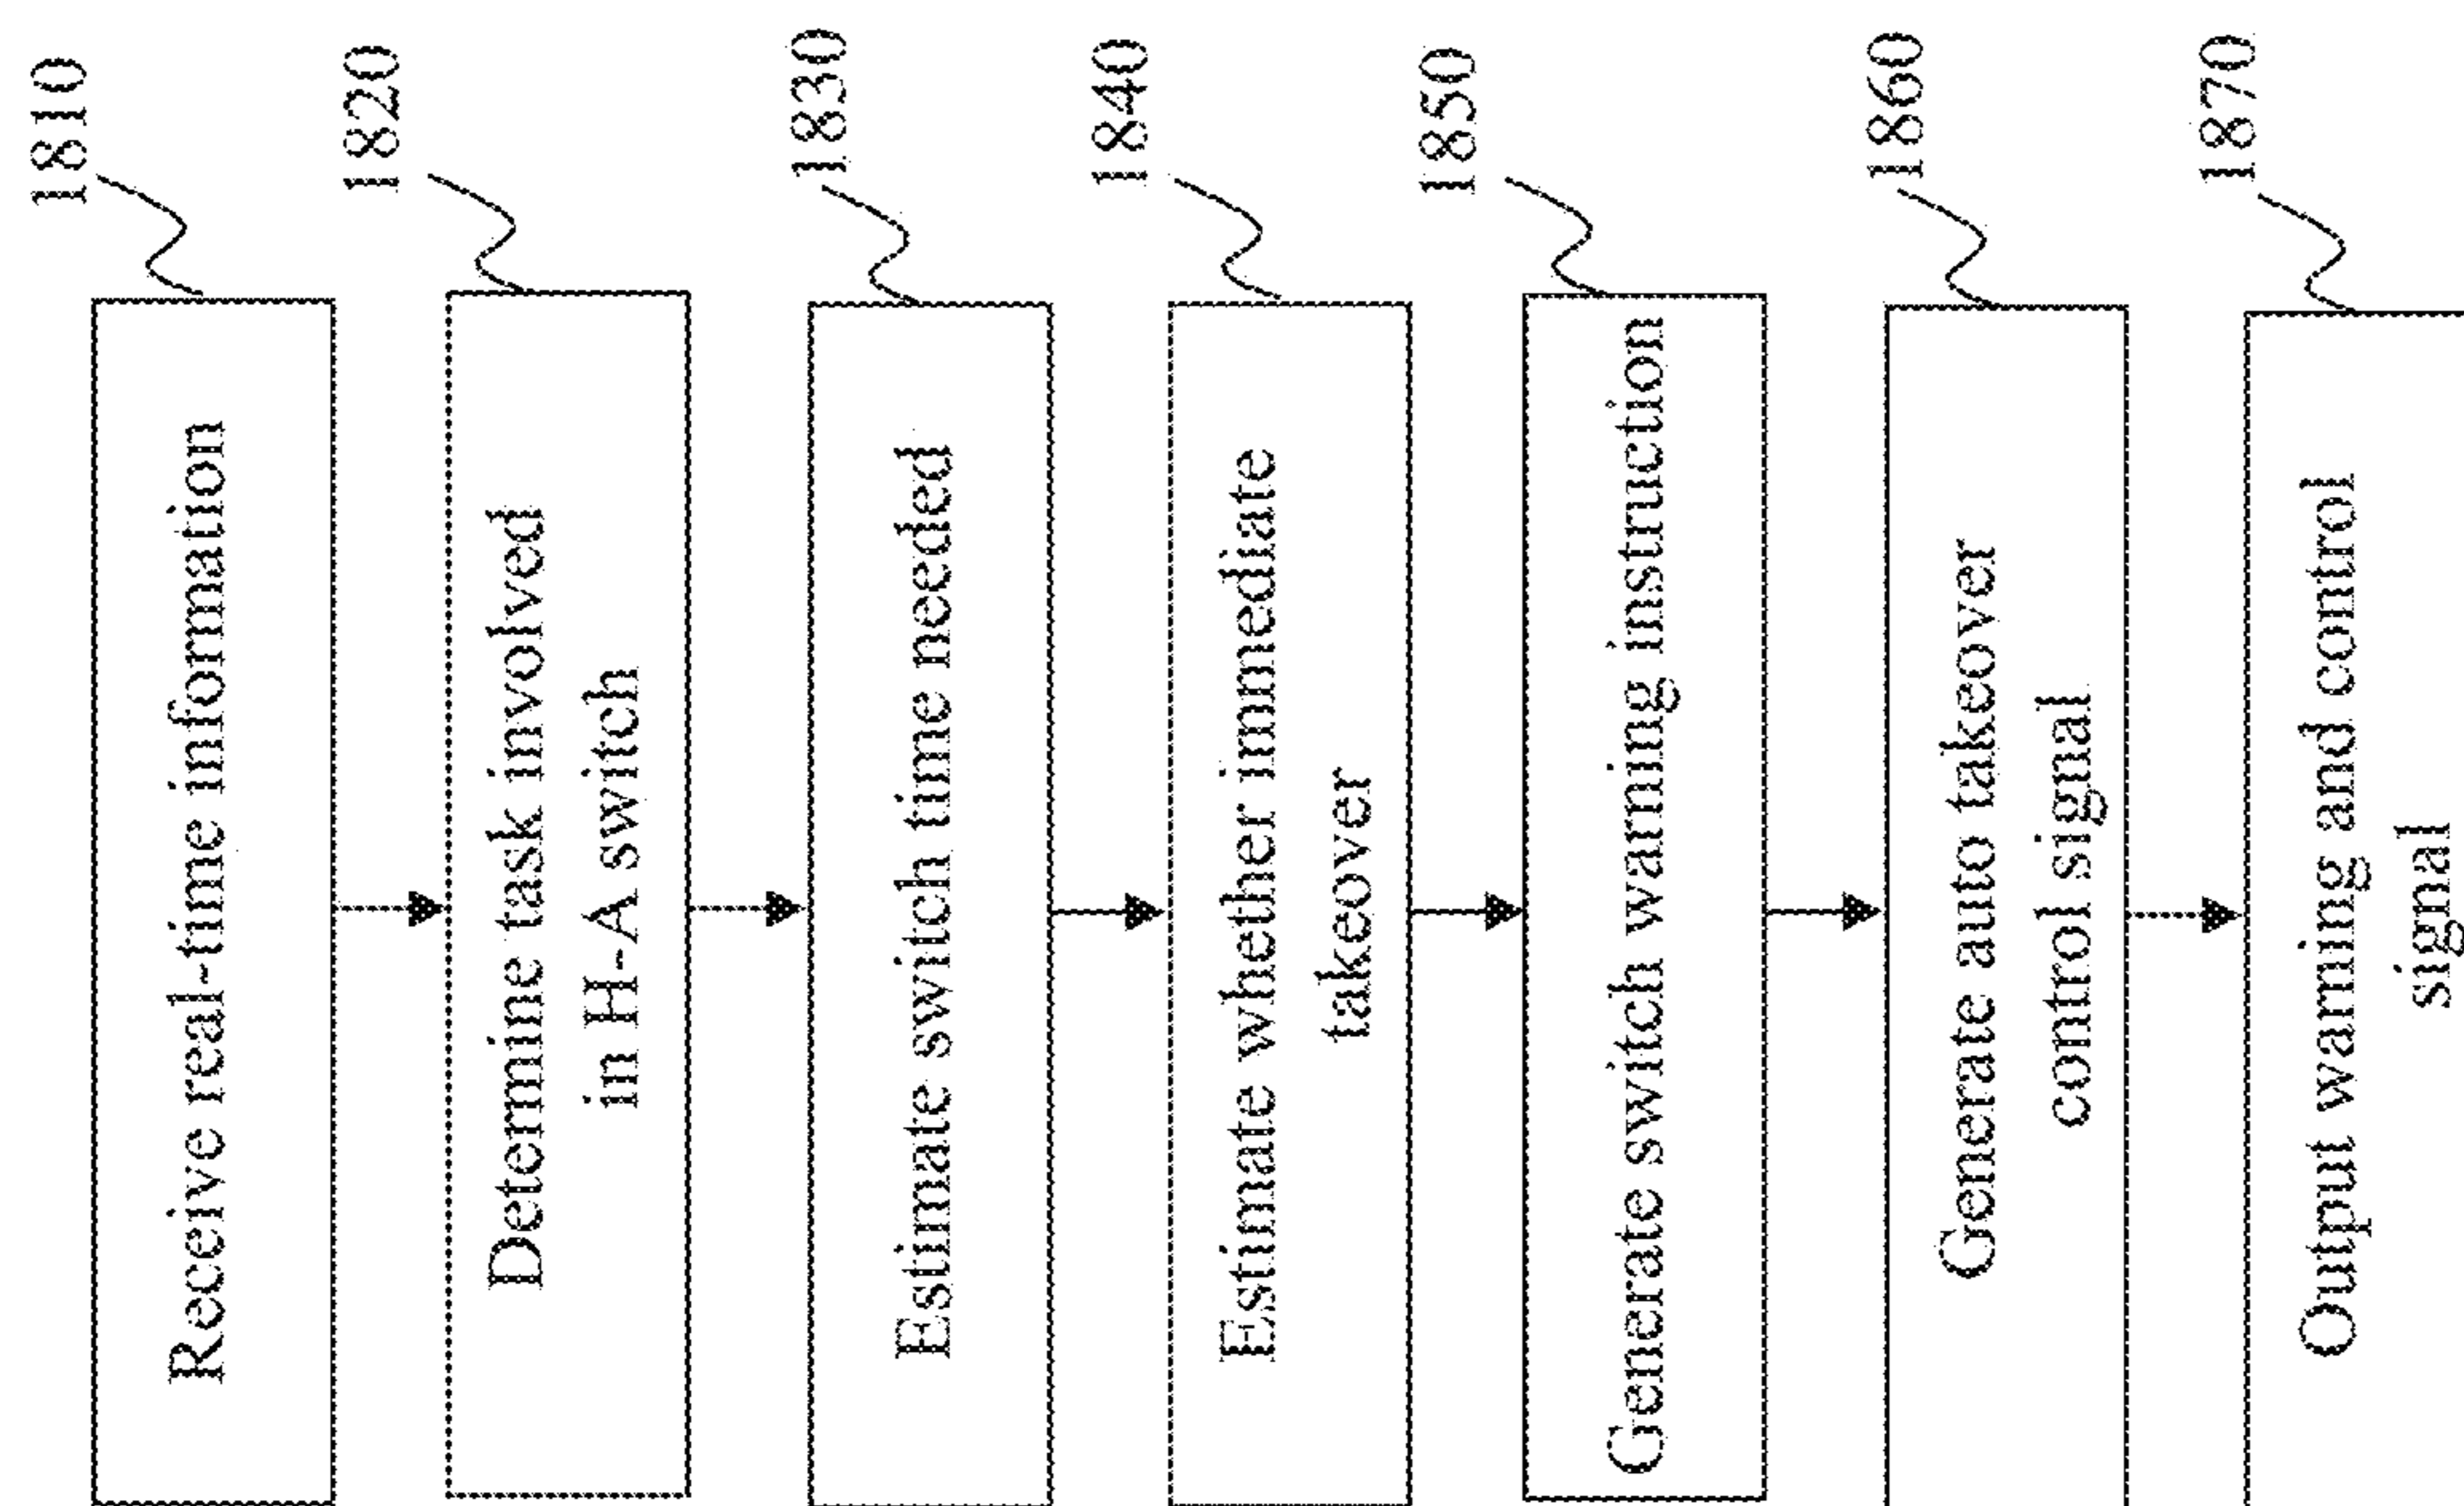 1810
Receive real-time information
1820
Determine task involved
in H-A switch
1830
Estimate switch time needed
1840
Estimate whether immediate
takeover
1850
Generate switch warning instruction
1860
Generate auto takeover
control signal
1870
Output warning and control
signal